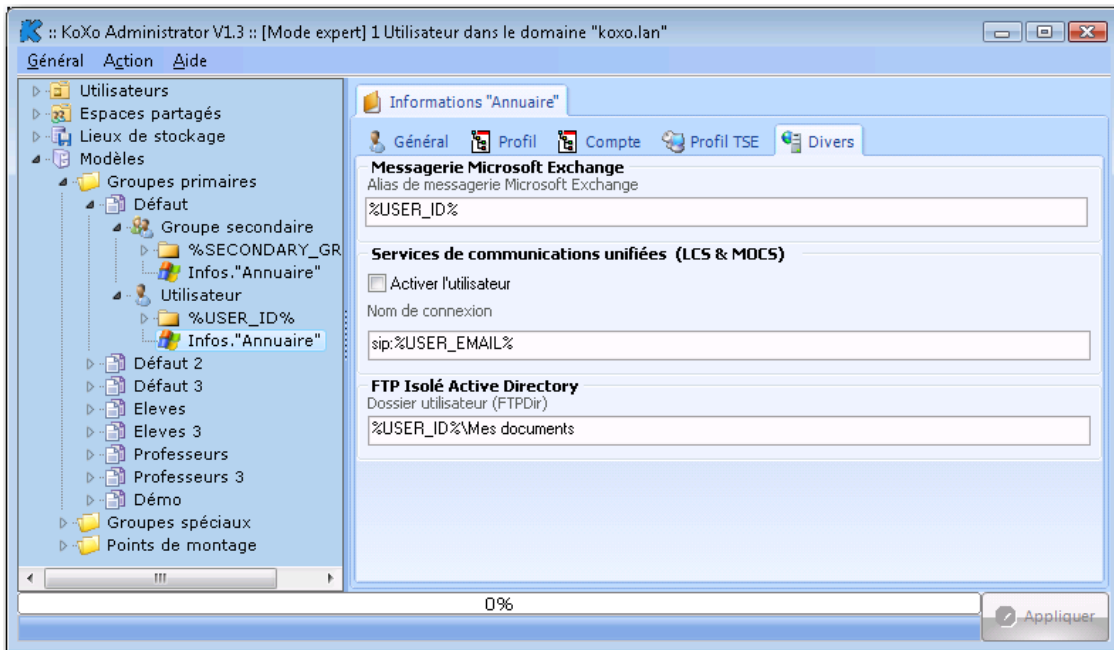 :: KoXo Administrator V1.3 :: [Mode expert] 1 Utilisateur dans le domaine "koxo.lan"
Général Action Aide
Utilisateurs
Espaces partagés
Lieux de stockage
Modèles
Groupes primaires
Défaut
Groupe secondaire
%SECONDARY_GR
Infos."Annuaire"
Utilisateur
%USER_ID%
Infos."Annuaire"
Défaut 2
Défaut 3
Eleves
Eleves 3
Professeurs
Professeurs 3
Démo
Groupes spéciaux
Points de montage
Informations "Annuaire"
Général Profil Compte Profil TSE Divers
Messagerie Microsoft Exchange
Alias de messagerie Microsoft Exchange
%USER_ID%
Services de communications unifiées (LCS & MOCS)
Activer l'utilisateur
Nom de connexion
sip:%USER_EMAIL%
FTP Isolé Active Directory
Dossier utilisateur (FTPDir)
%USER_ID%\Mes documents
0%
Appliquer